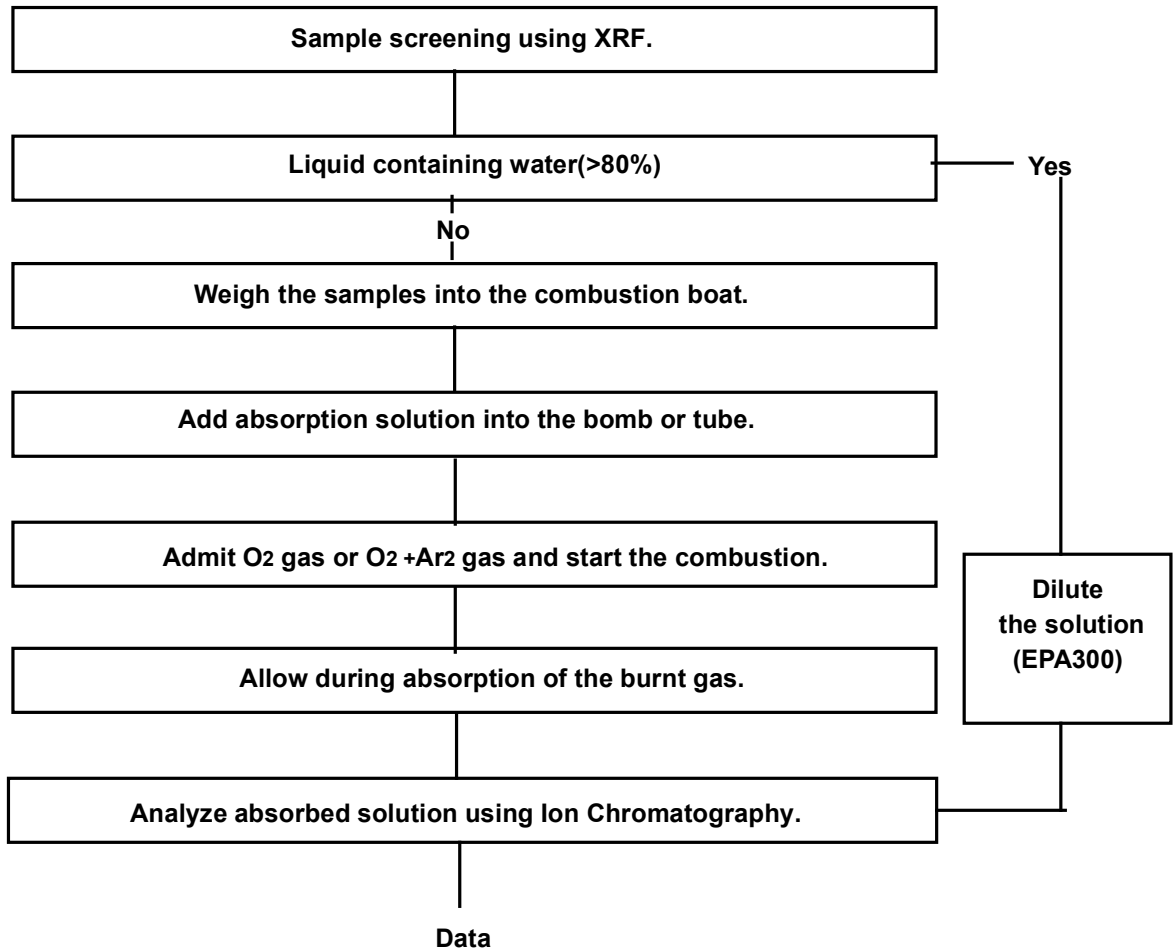 Sample screening using XRF.
Liquid containing water(>80%)
Yes
No
Weigh the samples into the combustion boat.
Add absorption solution into the bomb or tube.
Admit O2 gas or O2 +Ar2 gas and start the combustion.
Dilute
the solution
(EPA300)
Allow during absorption of the burnt gas.
Analyze absorbed solution using Ion Chromatography.
Data